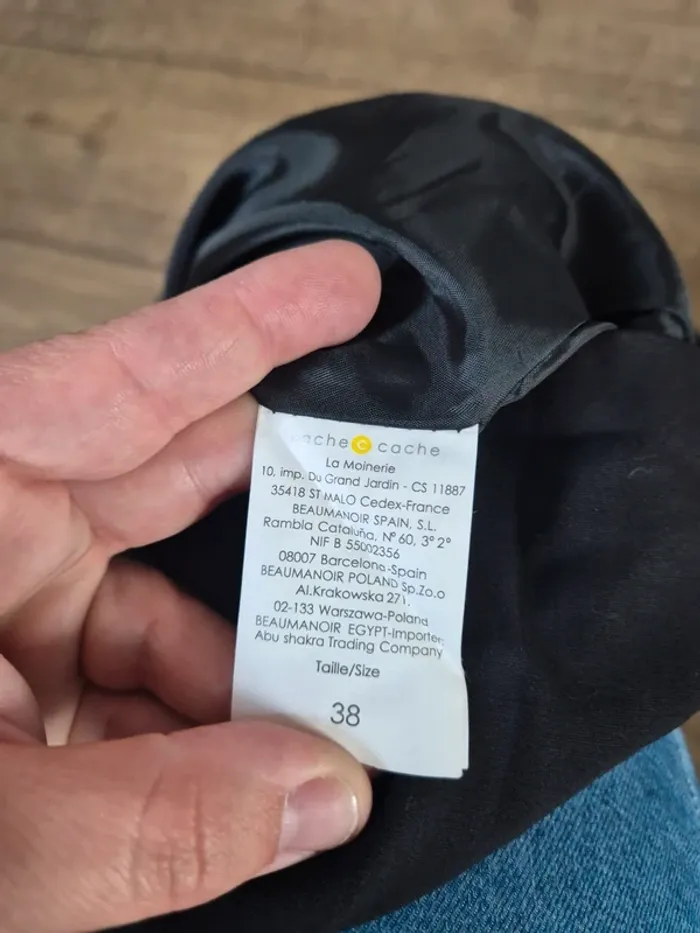 cache c cache
La Moinerie
10. imp. Du Grand Jardin - CS 11887
35418 ST MALO Cedex-France
BEAUMANOIR SPAIN, S.L.
Rambla Cataluña, Nº 60, 3º 2º
NIF B 55002356
08007 Barcelona-Spain
BEAUMANOIR POLAND Sp.Zo.o
Al.Krakowska 271,
02-133 Warszawa-Poland
BEAUMANOIR EGYPT-Importer
Abu shakra Trading Company
Taille/Size
38